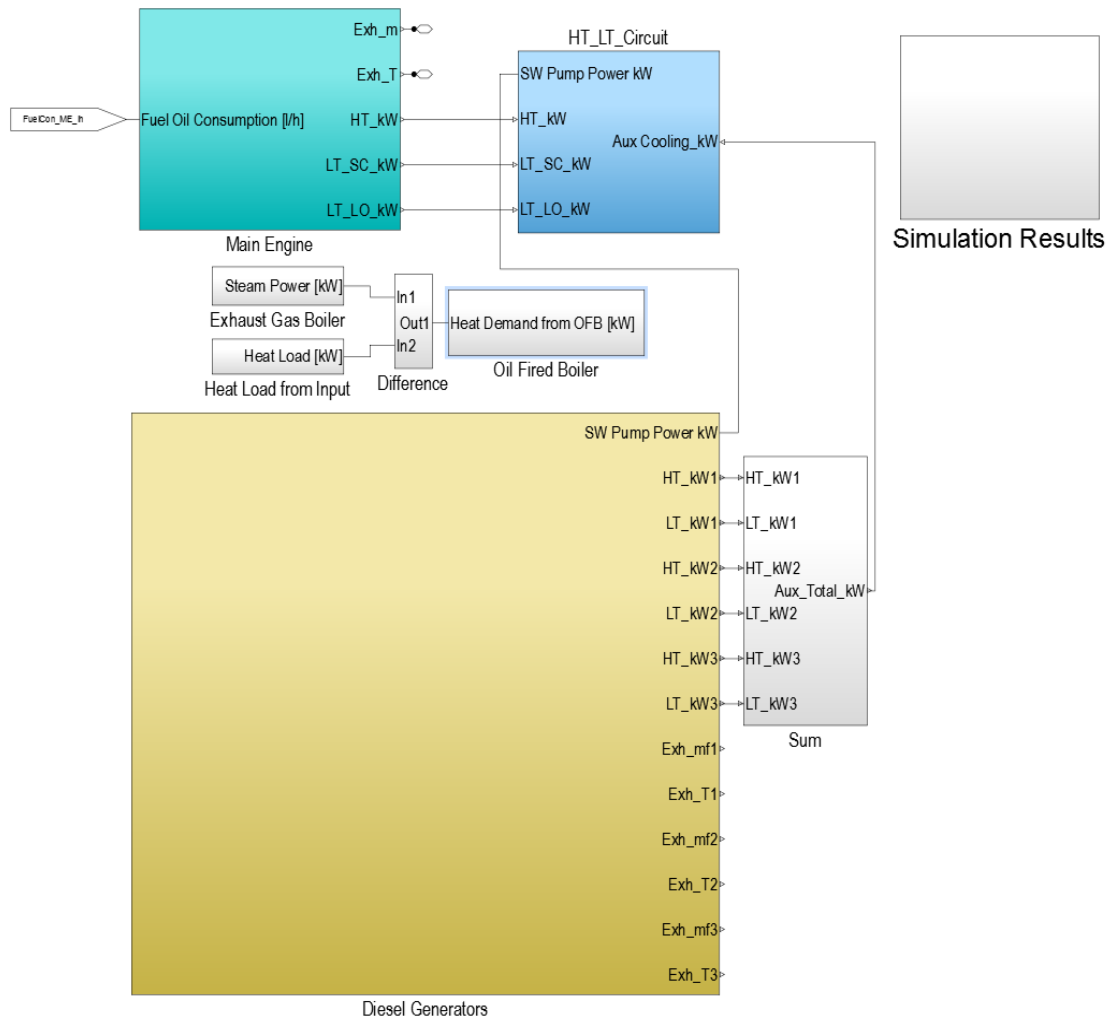 Exh_m
Exh_T
FuelCon_ME_lh
Fuel Oil Consumption [l/h]
HT_kW
LT_SC_kW
LT_LO_kW
Main Engine
HT_LT_Circuit
SW Pump Power kW
HT_kW
Aux Cooling_kW
LT_SC_kW
LT_LO_kW
Simulation Results
Steam Power [kW]
Exhaust Gas Boiler
Heat Load [kW]
Heat Load from Input
In1
Out1
In2
Difference
Heat Demand from OFB [kW]
Oil Fired Boiler
SW Pump Power kW
HT_kW1
LT_kW1
HT_kW2
LT_kW2
HT_kW3
LT_kW3
Exh_mf1
Exh_T1
Exh_mf2
Exh_T2
Exh_mf3
Exh_T3
Diesel Generators
HT_kW1
LT_kW1
HT_kW2
Aux_Total_kW
LT_kW2
HT_kW3
LT_kW3
Sum